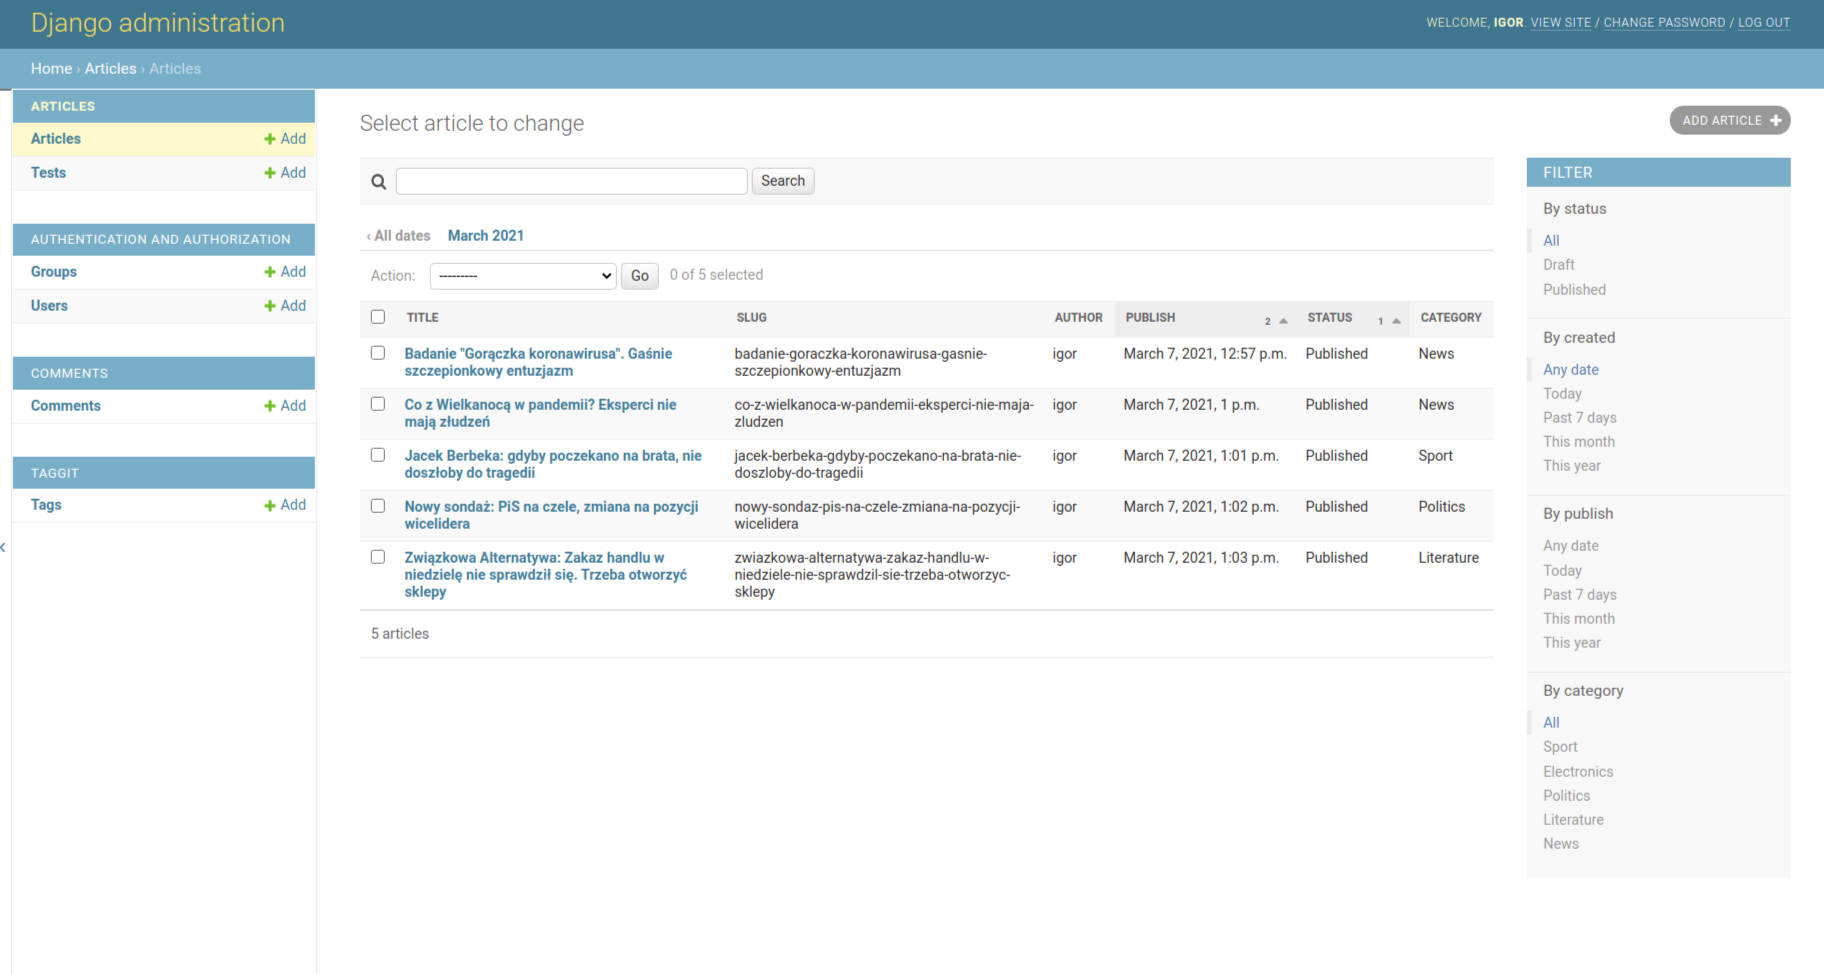 Django administration
WELCOME, IGOR. VIEW SITE / CHANGE PASSWORD / LOG OUT
Home › Articles › Articles
ARTICLES
Articles + Add
Tests + Add
AUTHENTICATION AND AUTHORIZATION
Groups + Add
Users + Add
COMMENTS
Comments + Add
TAGGIT
Tags + Add
«
Select article to change
ADD ARTICLE +
Search
‹ All dates March 2021
Action: --------- Go 0 of 5 selected
TITLE SLUG AUTHOR PUBLISH 2 STATUS 1 CATEGORY
Badanie "Gorączka koronawirusa". Gaśnie badanie-goraczka-koronawirusa-gasnie- igor March 7, 2021, 12:57 p.m. Published News
szczepionkowy entuzjazm szczepionkowy-entuzjazm
Co z Wielkanocą w pandemii? Eksperci nie co-z-wielkanoca-w-pandemii-eksperci-nie-maja- igor March 7, 2021, 1 p.m. Published News
mają złudzeń zludzen
Jacek Berbeka: gdyby poczekano na brata, nie jacek-berbeka-gdyby-poczekano-na-brata-nie- igor March 7, 2021, 1:01 p.m. Published Sport
doszłoby do tragedii doszloby-do-tragedii
Nowy sondaż: PiS na czele, zmiana na pozycji nowy-sondaz-pis-na-czele-zmiana-na-pozycji- igor March 7, 2021, 1:02 p.m. Published Politics
wicelidera wicelidera
Związkowa Alternatywa: Zakaz handlu w zwiazkowa-alternatywa-zakaz-handlu-w- igor March 7, 2021, 1:03 p.m. Published Literature
niedzielę nie sprawdził się. Trzeba otworzyć niedziele-nie-sprawdzil-sie-trzeba-otworzyc-
sklepy sklepy
5 articles
FILTER
By status
All
Draft
Published
By created
Any date
Today
Past 7 days
This month
This year
By publish
Any date
Today
Past 7 days
This month
This year
By category
All
Sport
Electronics
Politics
Literature
News